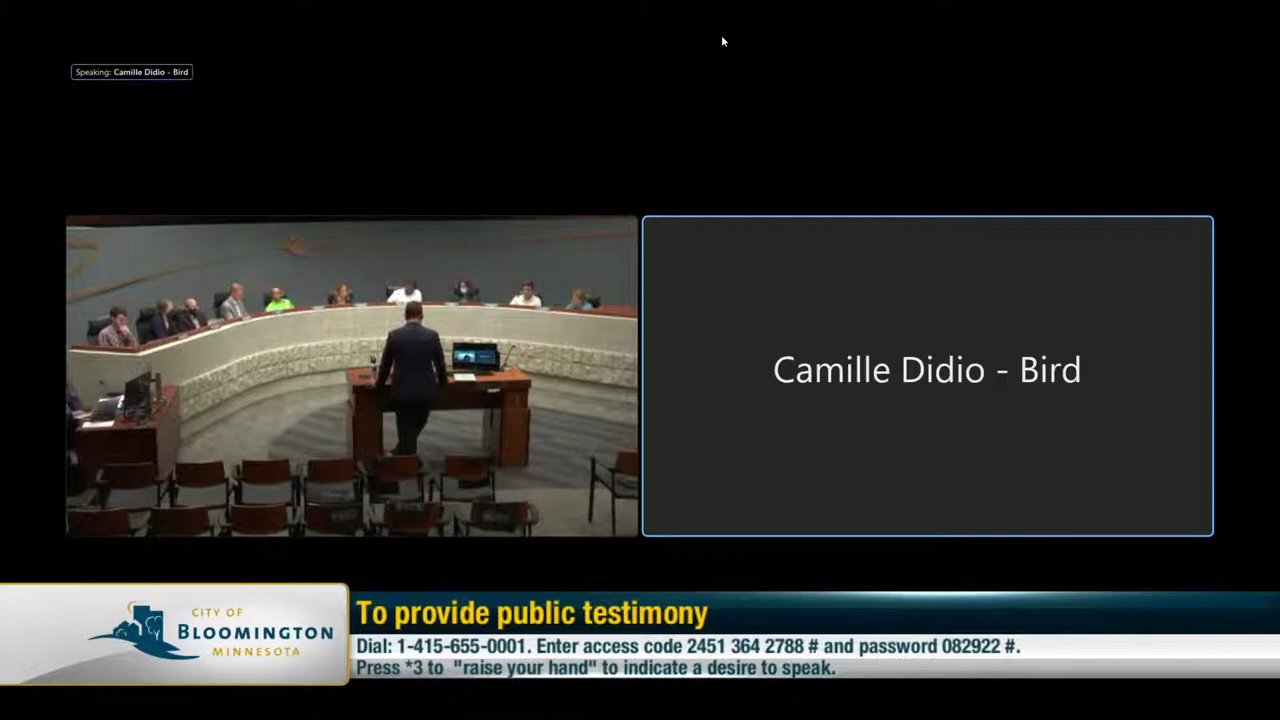 Speaking: Camille Didio - Bird
Camille Didio - Bird
CITY OF
BLOOMINGTON
MINNESOTA
To provide public testimony
Dial: 1-415-655-0001. Enter access code 2451 364 2788 # and password 082922 #.
Press *3 to "raise your hand" to indicate a desire to speak.